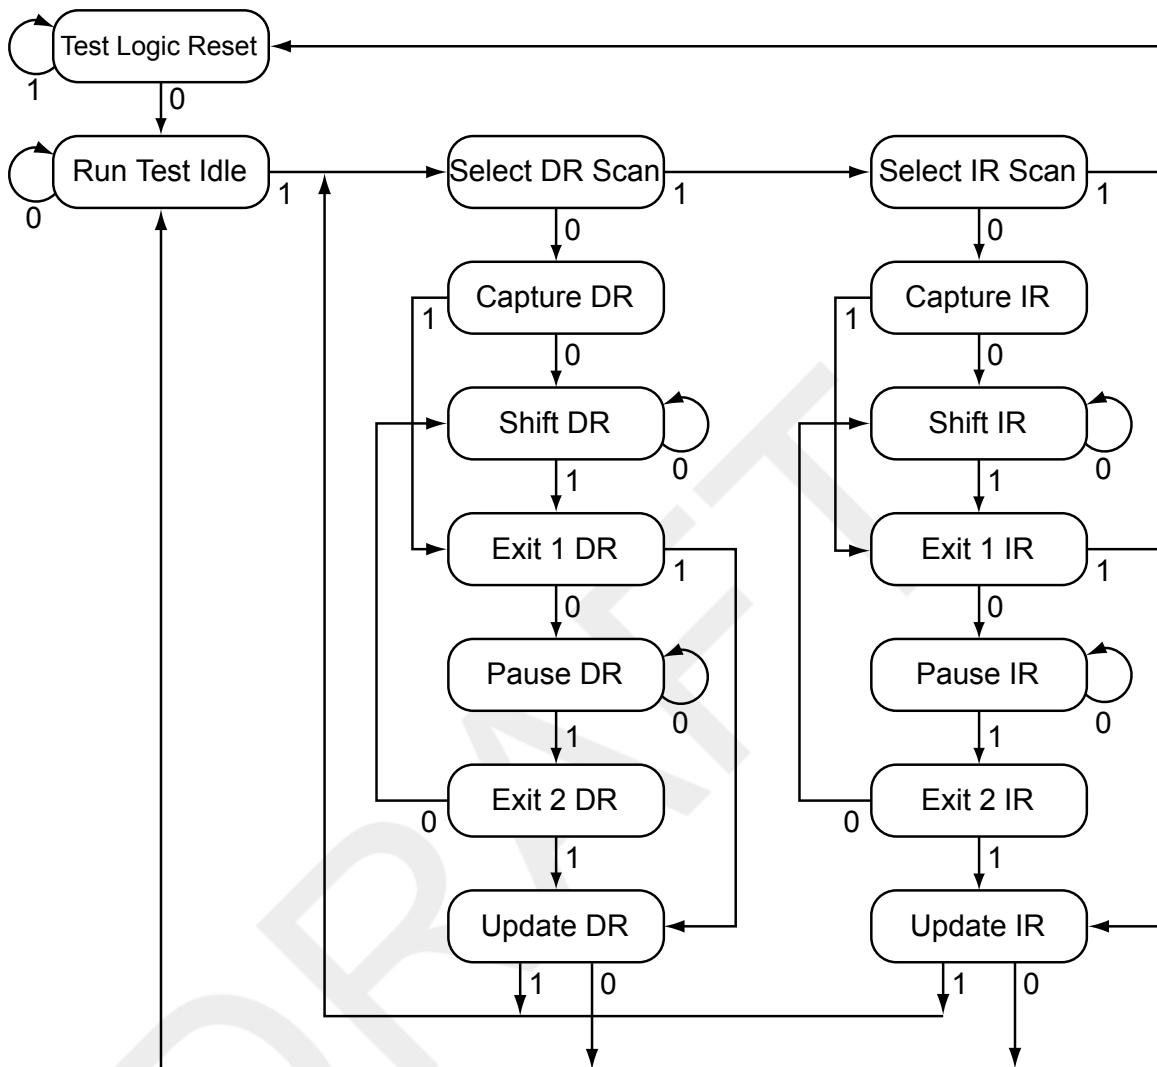 Test Logic Reset
1
0
Run Test Idle
0
1
Select DR Scan
1
0
Select IR Scan
1
0
Capture DR
1
0
Capture IR
1
0
Shift DR
0
1
Shift IR
0
1
Exit 1 DR
1
0
Exit 1 IR
1
0
Pause DR
0
1
Pause IR
0
1
Exit 2 DR
0
1
Exit 2 IR
0
1
Update DR
1
0
Update IR
1
0
DRAFT